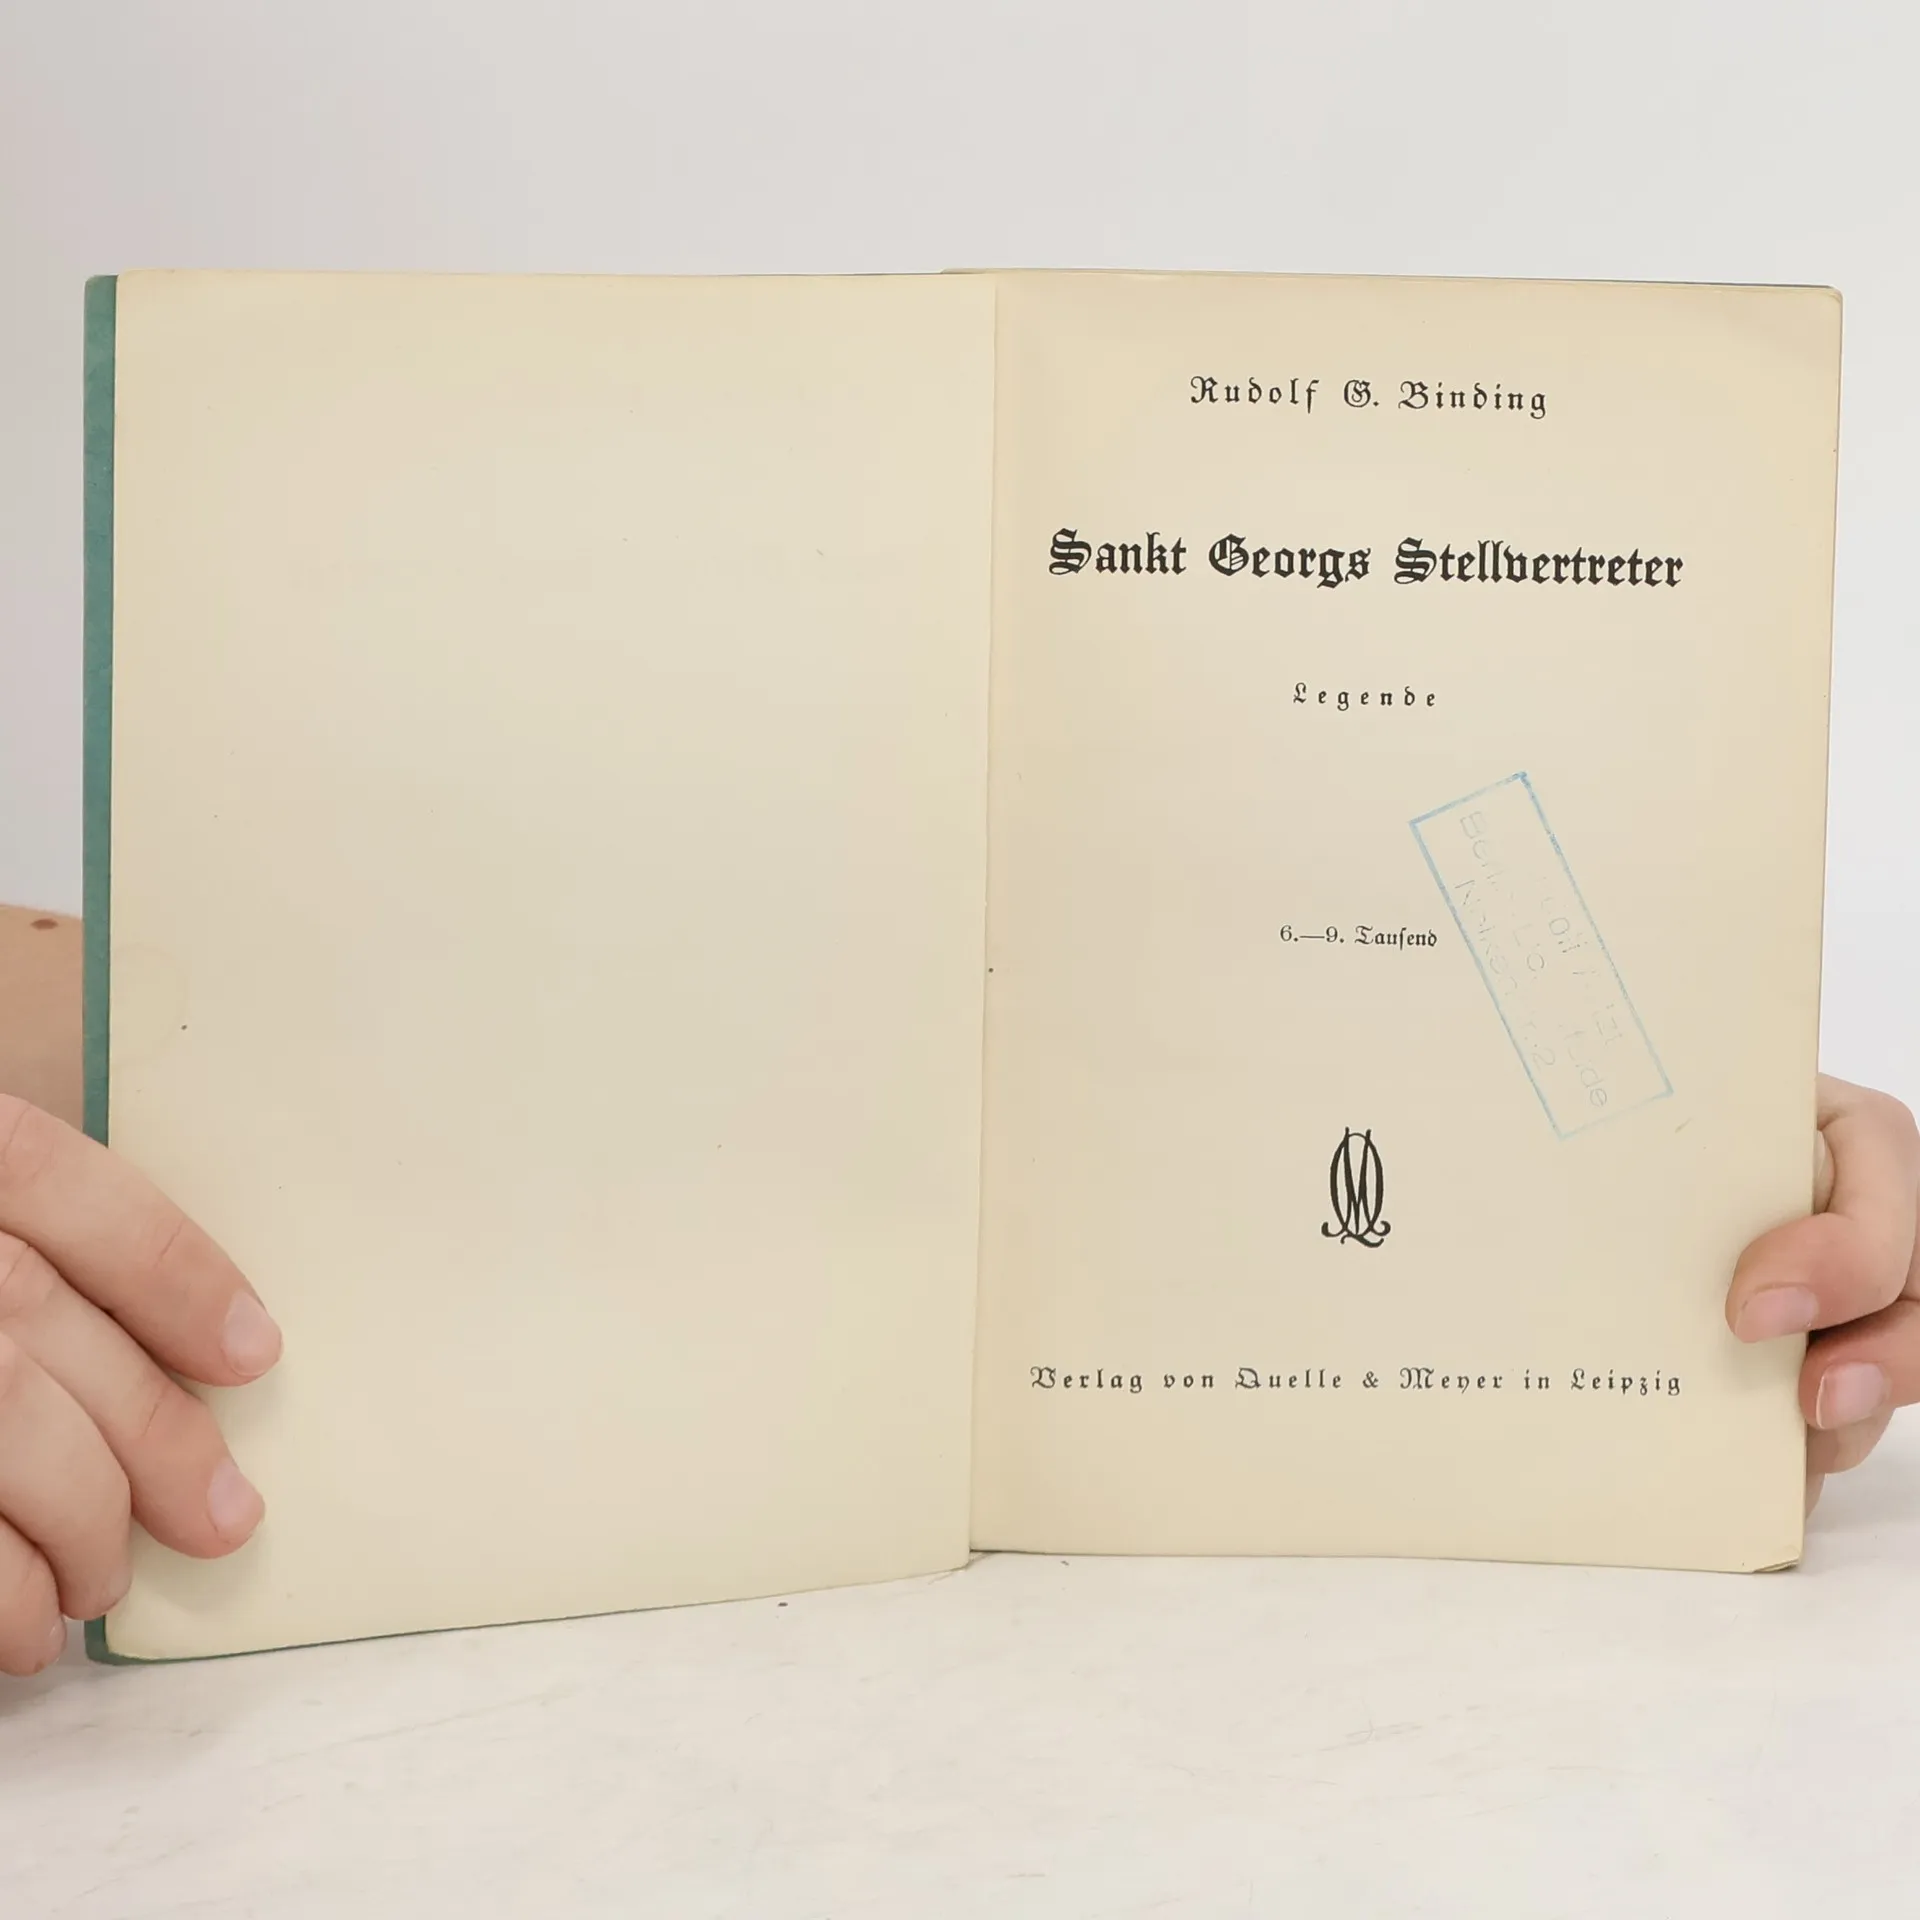 Rudolf G. Binding
Sankt Georgs Stellvertreter
Legende
6.—9. Tauſend
Verlag von Quelle & Meyer in Leipzig